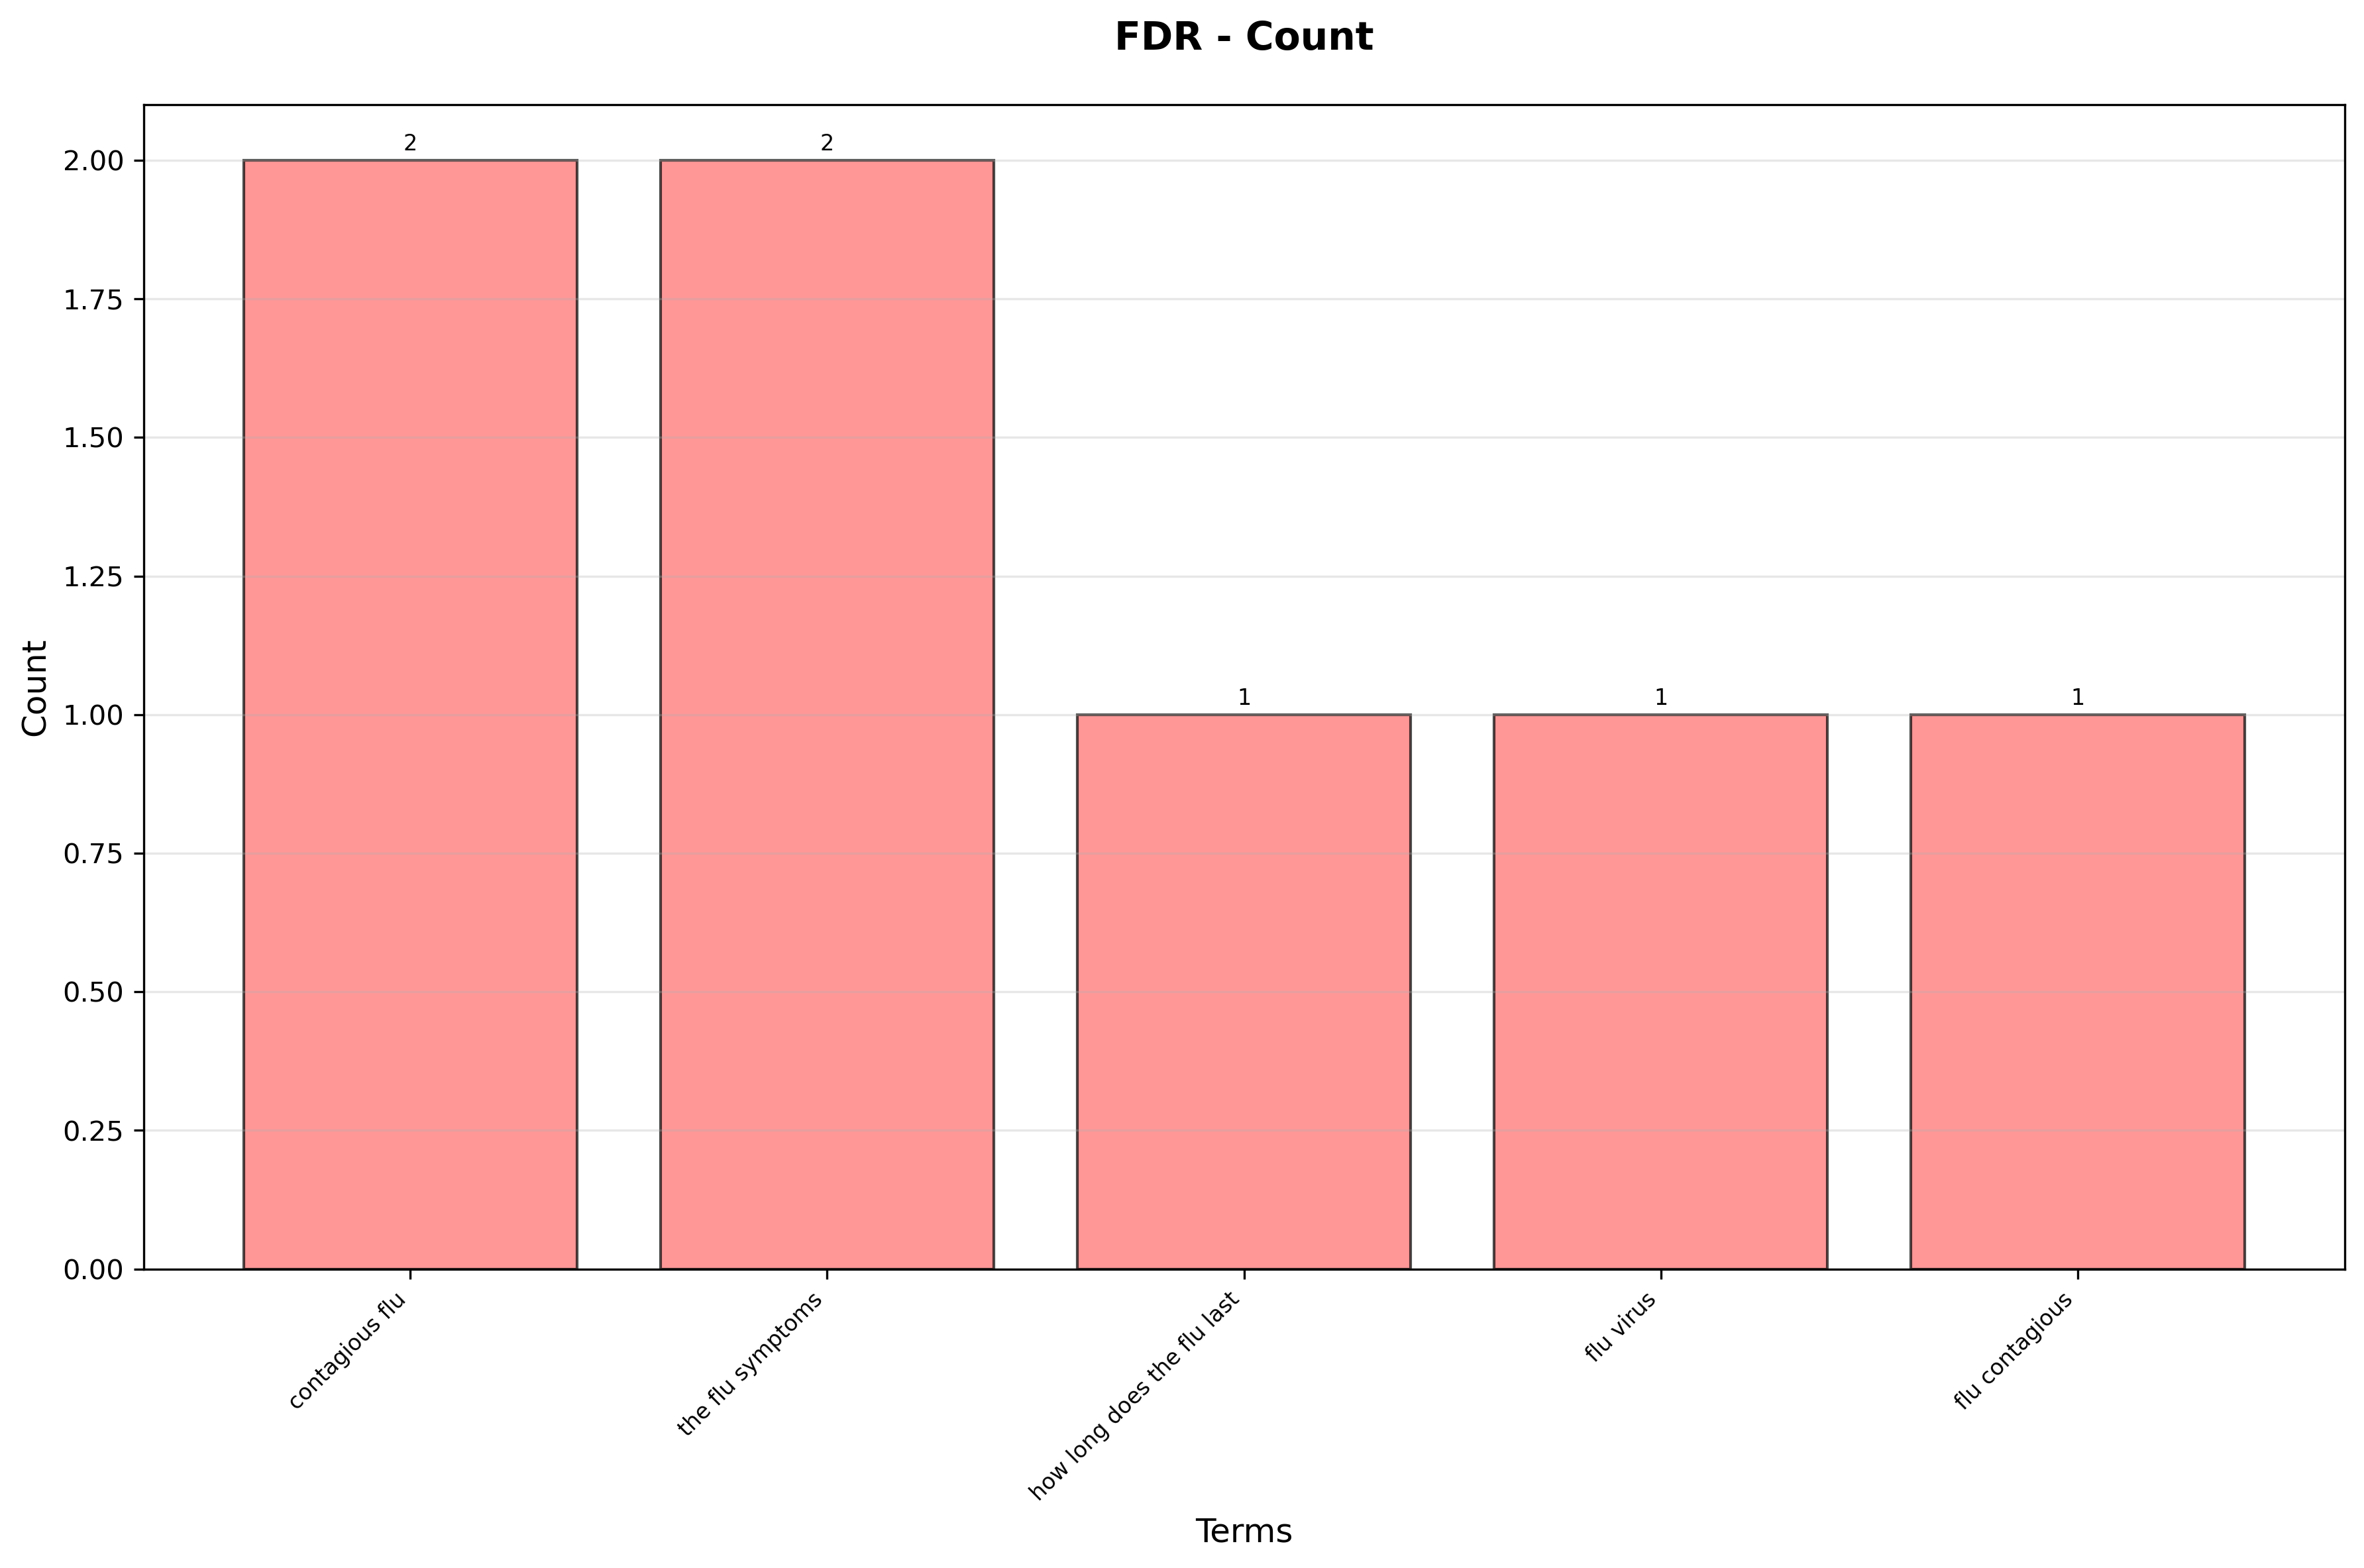 FDR - Count
2
2
1
1
1
2.00
1.75
1.50
1.25
1.00
0.75
0.50
0.25
0.00
Count
contagious flu
the flu symptoms
how long does the flu last
flu virus
flu contagious
Terms